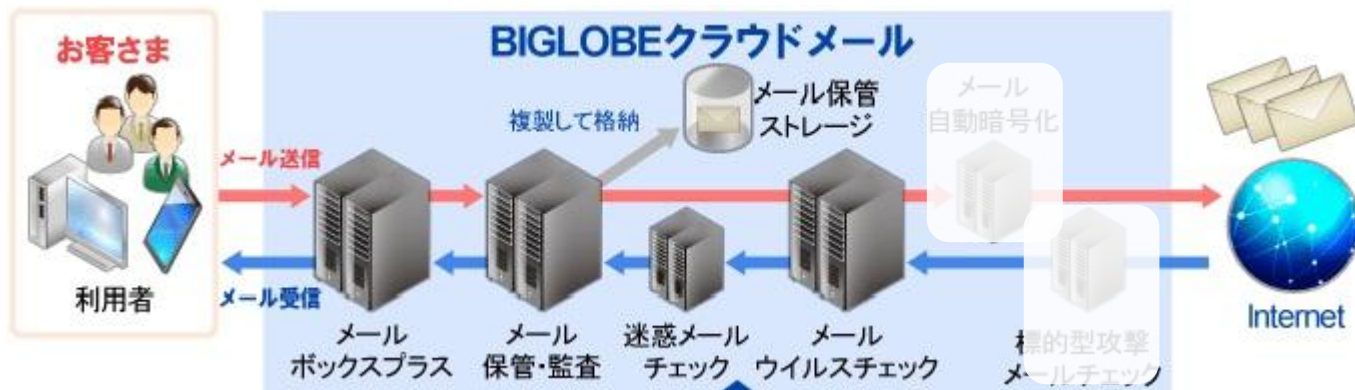 BIGLOBEクラウドメール
お客さま
メール保管
ストレージ
メール
自動暗号化
複製して格納
メール送信
メール受信
利用者
Internet
メール
ボックスプラス
メール
保管・監査
迷惑メール
チェック
メール
ウイルスチェック
標的型攻撃
メールチェック